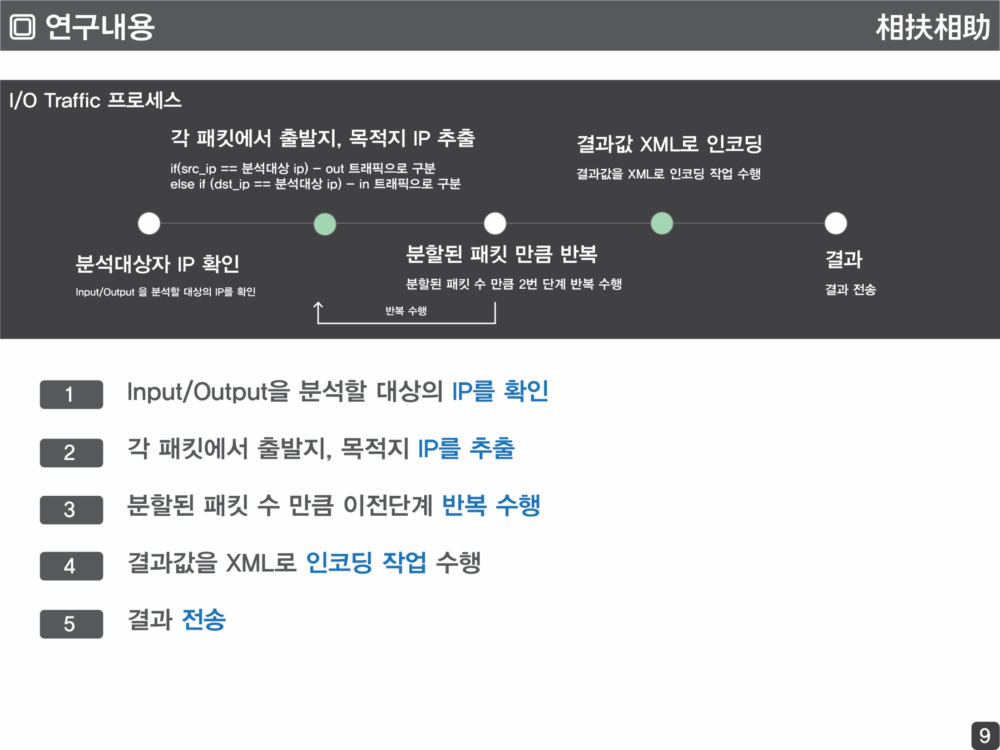 연구내용
相扶相助
I/O Traffic 프로세스
각 패킷에서 출발지, 목적지 IP 추출
if(src_ip == 분석대상 ip) – out 트래픽으로 구분
else if (dst_ip == 분석대상 ip) – in 트래픽으로 구분
결과값 XML로 인코딩
결과값을 XML로 인코딩 작업 수행
분석대상자 IP 확인
Input/Output 을 분석할 대상의 IP를 확인
분할된 패킷 만큼 반복
분할된 패킷 수 만큼 2번 단계 반복 수행
반복 수행
결과
결과 전송
1 Input/Output을 분석할 대상의 IP를 확인
2 각 패킷에서 출발지, 목적지 IP를 추출
3 분할된 패킷 수 만큼 이전단계 반복 수행
4 결과값을 XML로 인코딩 작업 수행
5 결과 전송
9